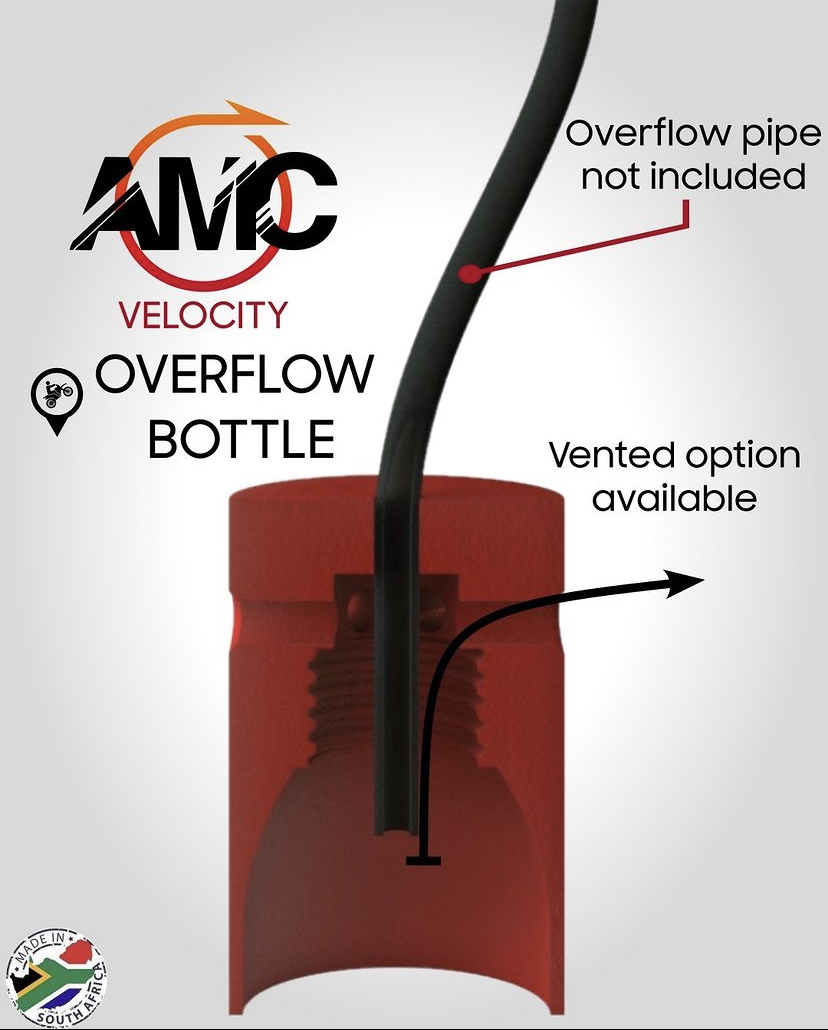 AMC
VELOCITY
OVERFLOW
BOTTLE
Overflow pipe
not included
Vented option
available
MADE IN
SOUTH AFRICA